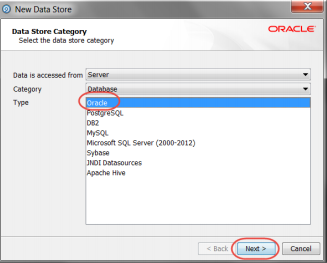 New Data Store
Data Store Category
Select the data store category
ORACLE
Data is accessed from Server
Category Database
Type Oracle
PostgreSQL
DB2
MySQL
Microsoft SQL Server (2000-2012)
Sybase
JNDI Datasources
Apache Hive
< Back Next > Cancel